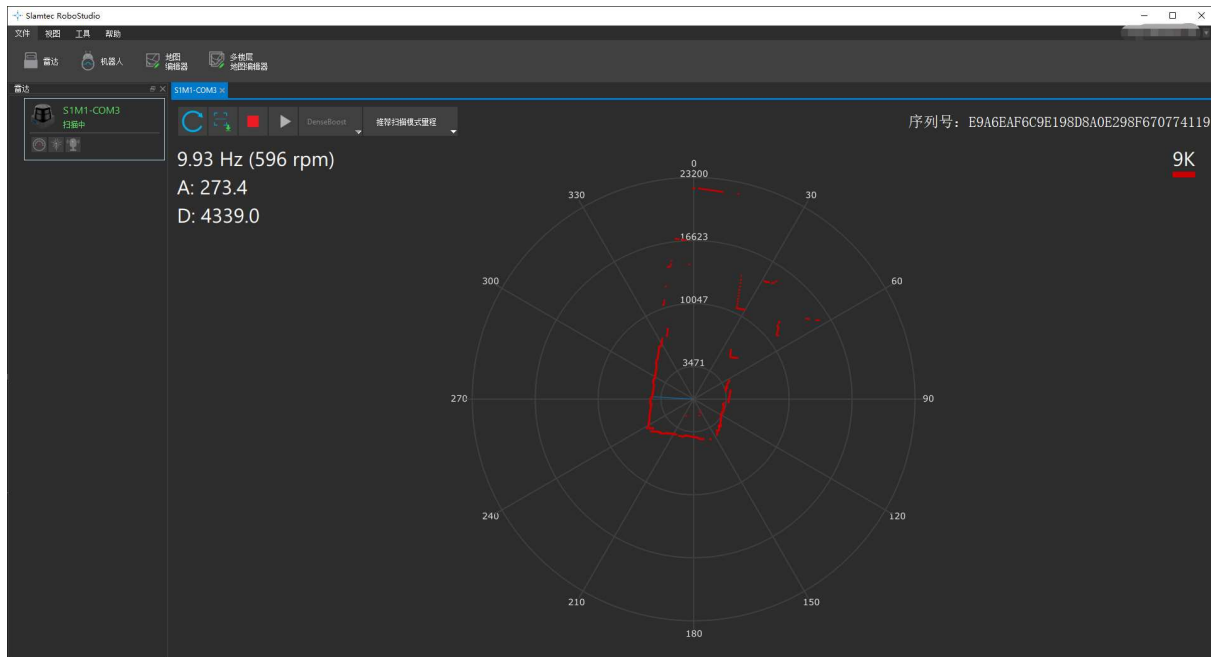 Slamtec RoboStudio
文件 视图 工具 帮助
雷达 机器人 地图编辑器 多楼层地图编辑器
雷达
S1M1-COM3
S1M1-COM3
扫描中
DenseBoost
推荐扫描模式量程
序列号: E9A6EAF6C9E198D8A0E298F670774119
9.93 Hz (596 rpm)
A: 273.4
D: 4339.0
9K
0
23200
330
30
16623
300
60
10047
3471
270
90
240
120
210
150
180